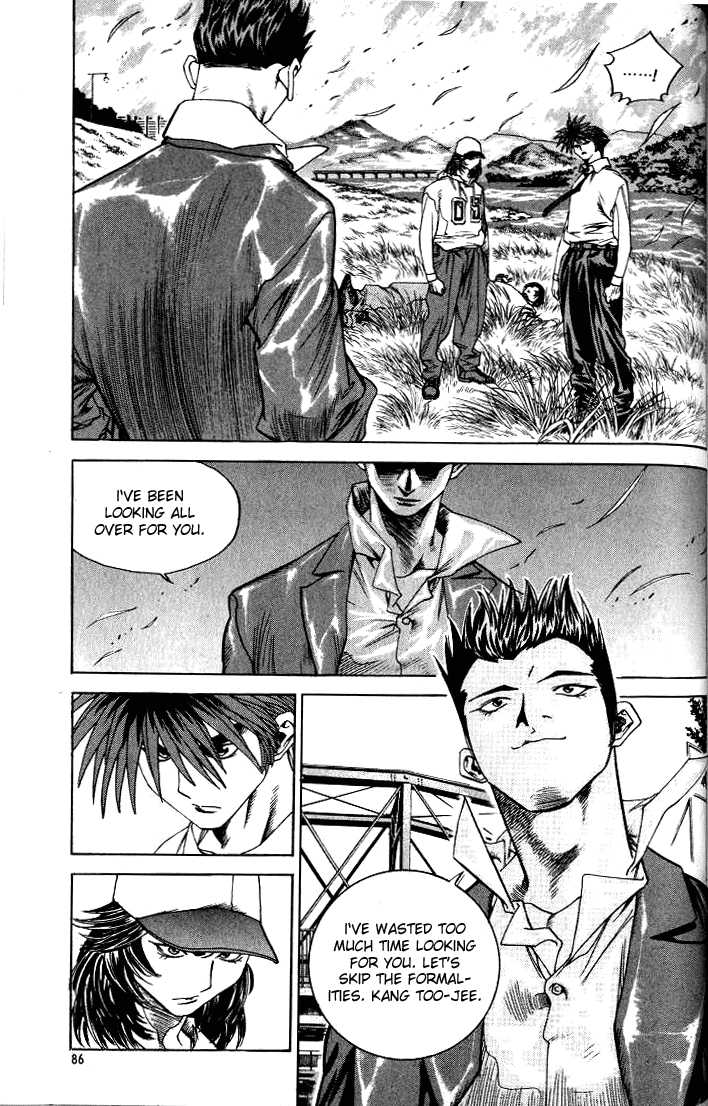 ......!
05
I'VE BEEN
LOOKING ALL
OVER FOR YOU.
I'VE WASTED TOO
MUCH TIME LOOKING
FOR YOU. LET'S
SKIP THE FORMAL-
ITIES. KANG TOO-JEE.
86